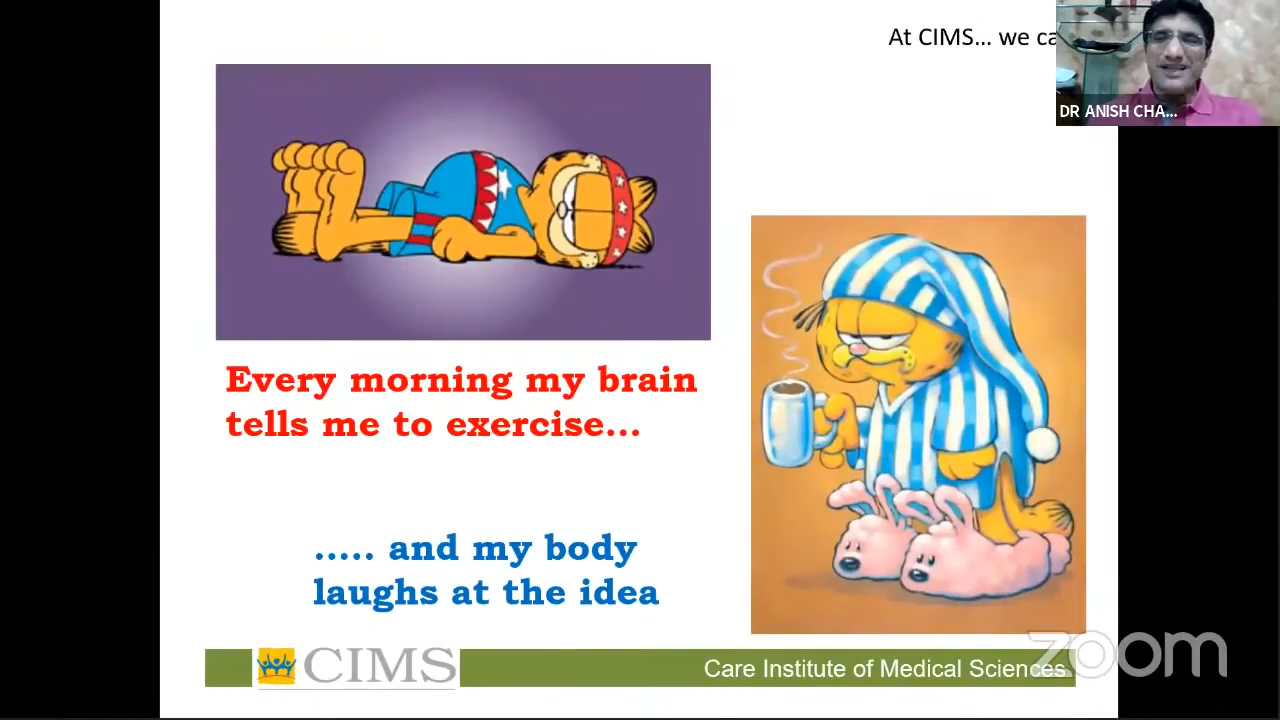 At CIMS... we ca
DR ANISH CHA...
Every morning my brain
tells me to exercise...
..... and my body
laughs at the idea
CIMS
Care Institute of Medical Sciences
zoom